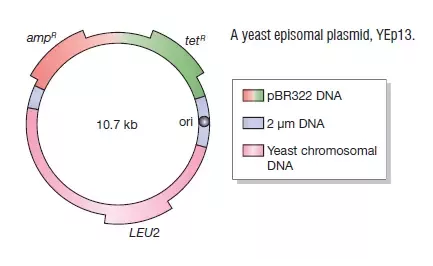 ampR
tetR
A yeast episomal plasmid, YEp13.
pBR322 DNA
10.7 kb
ori
2 μm DNA
Yeast chromosomal
DNA
LEU2